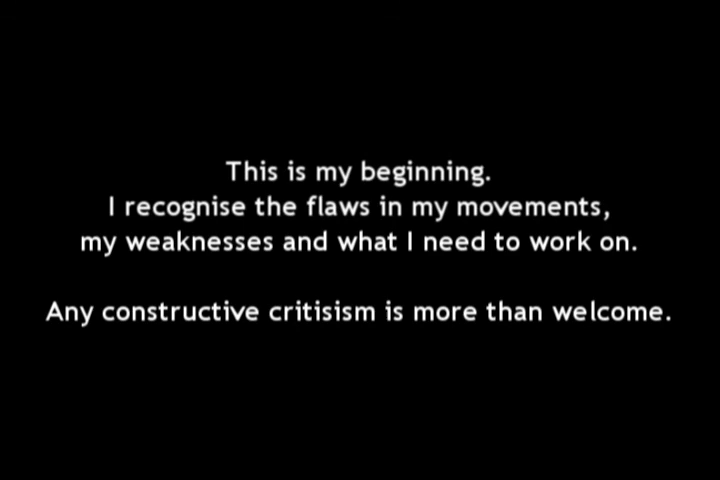 This is my beginning.
I recognise the flaws in my movements,
my weaknesses and what I need to work on.
Any constructive critisism is more than welcome.